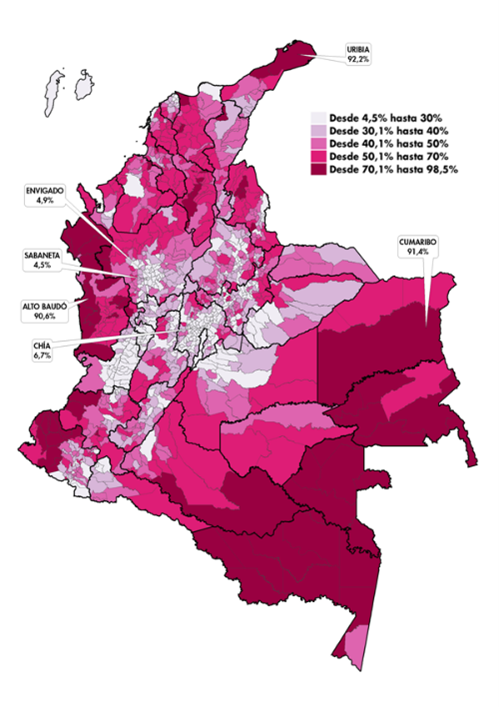 URIBIA
92,2%
Desde 4,5% hasta 30%
Desde 30,1% hasta 40%
Desde 40,1% hasta 50%
Desde 50,1% hasta 70%
Desde 70,1% hasta 98,5%
ENVIGADO
4,9%
CUMARIBO
91,4%
SABANETA
4,5%
ALTO BAUDÓ
90,6%
CHÍA
6,7%